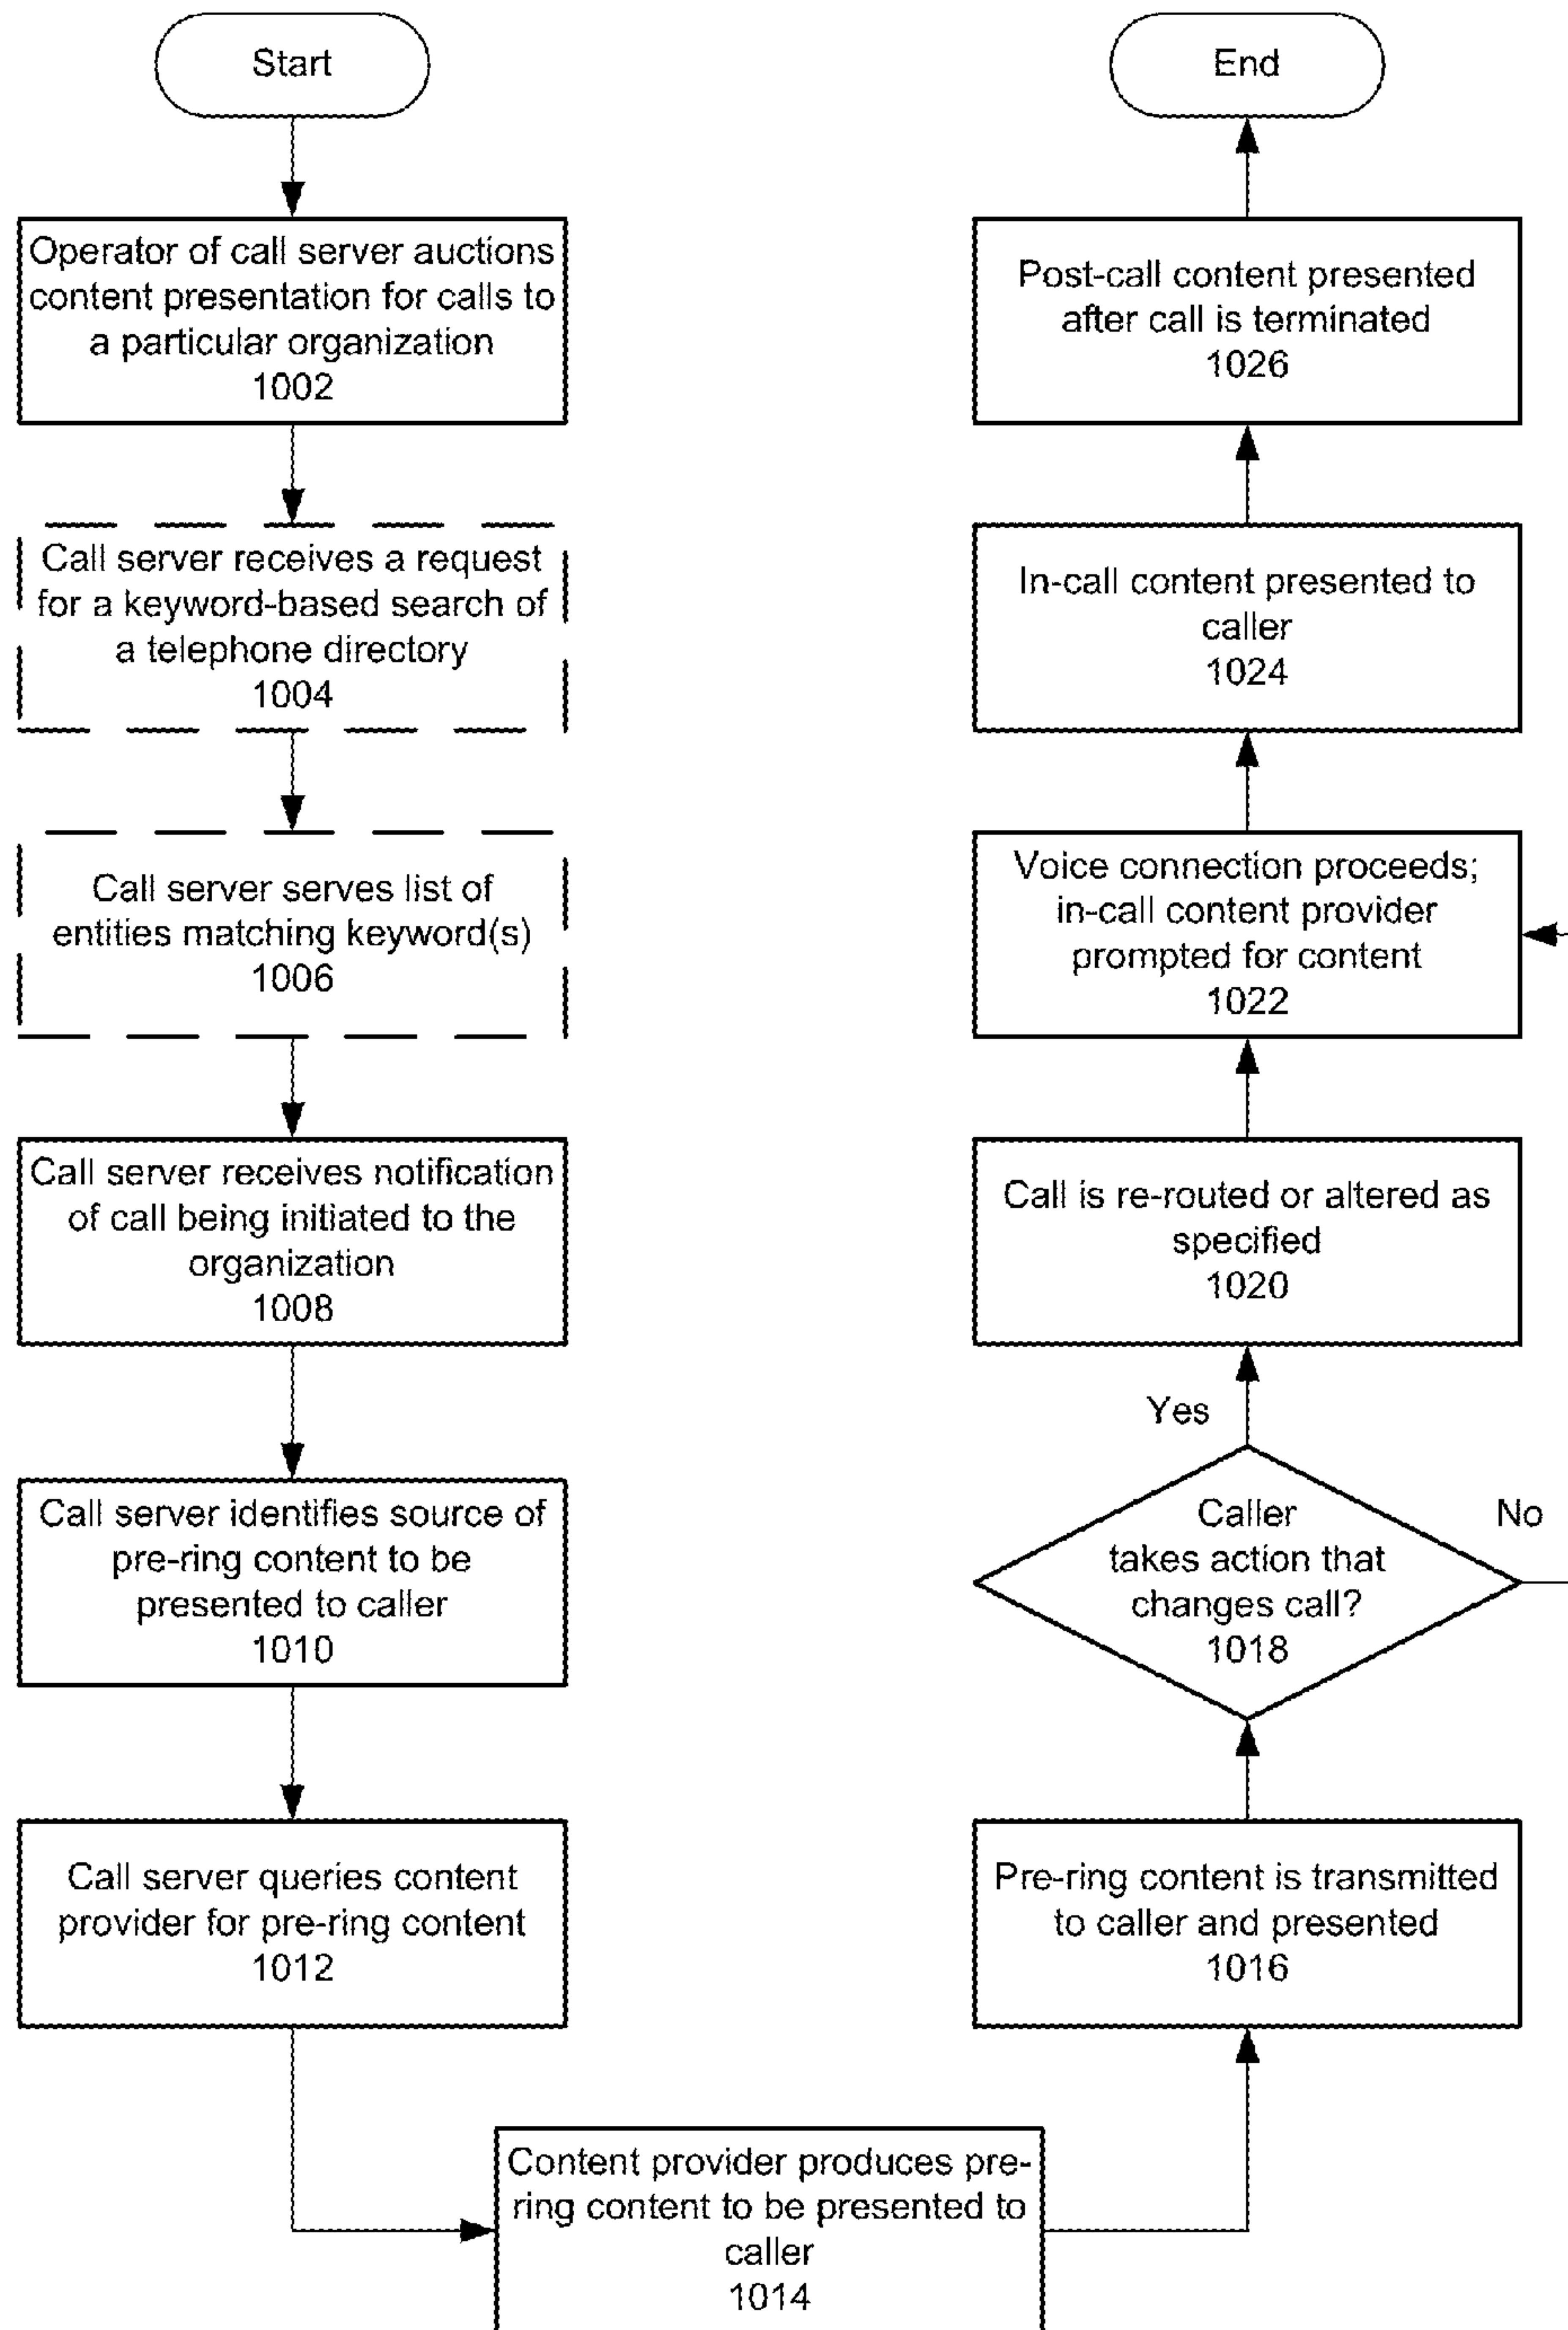 Start
Operator of call server auctions
content presentation for calls to
a particular organization
1002
Call server receives a request
for a keyword-based search of
a telephone directory
1004
Call server serves list of
entities matching keyword(s)
1006
Call server receives notification
of call being initiated to the
organization
1008
Call server identifies source of
pre-ring content to be
presented to caller
1010
Call server queries content
provider for pre-ring content
1012
Content provider produces pre-
ring content to be presented to
caller
1014
Pre-ring content is transmitted
to caller and presented
1016
Caller
takes action that
changes call?
1018
Yes
No
Call is re-routed or altered as
specified
1020
Voice connection proceeds;
in-call content provider
prompted for content
1022
In-call content presented to
caller
1024
Post-call content presented
after call is terminated
1026
End